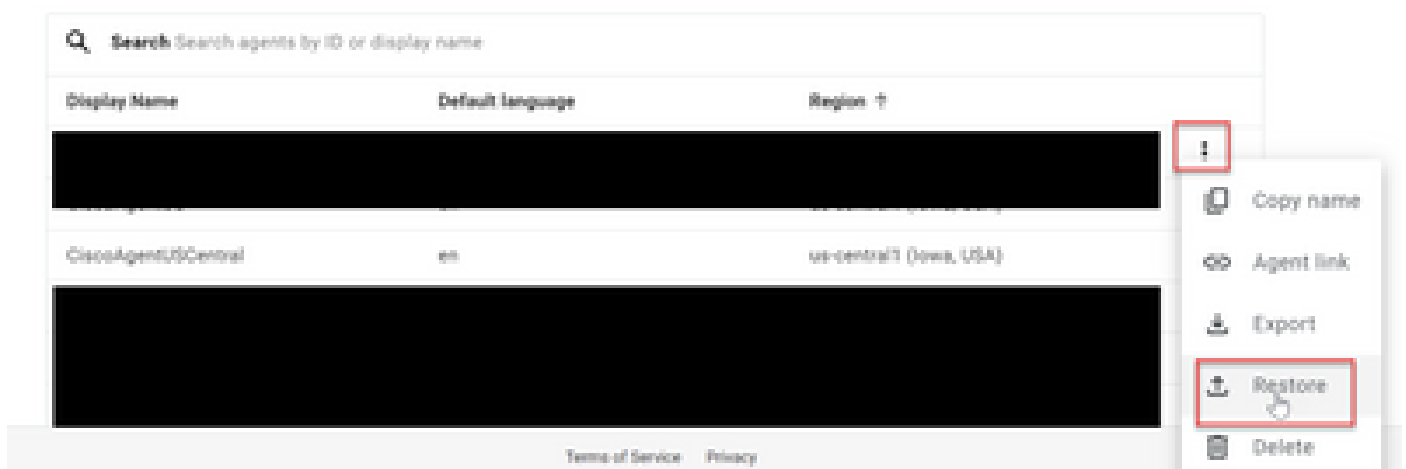 Search Search agents by ID or display name
Display Name Default language Region ↑
CiscoAgentUSCentral en us-central1 (Iowa, USA)
Copy name
Agent link
Export
Restore
Delete
Terms of Service Privacy